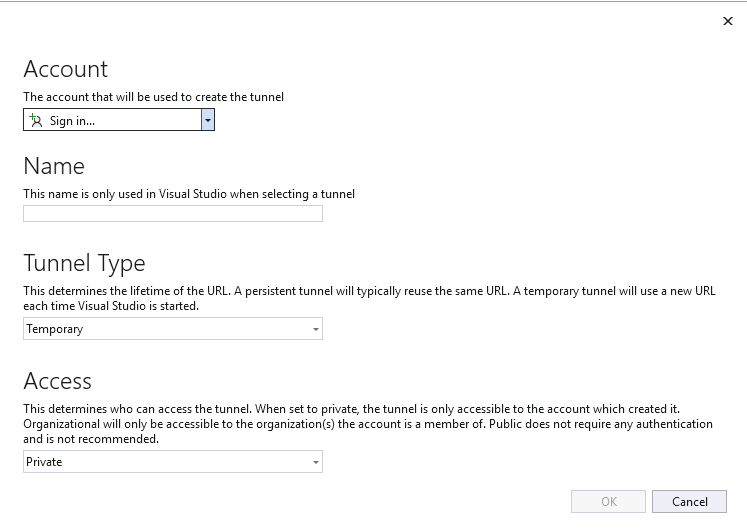 Account
The account that will be used to create the tunnel
Sign in...
Name
This name is only used in Visual Studio when selecting a tunnel
Tunnel Type
This determines the lifetime of the URL. A persistent tunnel will typically reuse the same URL. A temporary tunnel will use a new URL
each time Visual Studio is started.
Temporary
Access
This determines who can access the tunnel. When set to private, the tunnel is only accessible to the account which created it.
Organizational will only be accessible to the organization(s) the account is a member of. Public does not require any authentication
and is not recommended.
Private
OK
Cancel